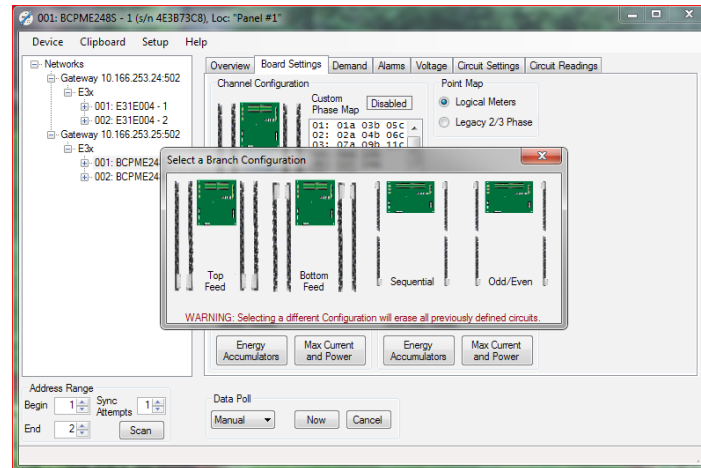 001: BCPME248S - 1 (s/n 4E3B73C8), Loc: "Panel #1"
Device Clipboard Setup Help
Networks
Gateway 10.166.253.24:502
E3x
001: E31E004 - 1
002: E31E004 - 2
Gateway 10.166.253.25:502
E3x
001: BCPME24
002: BCPME24
Overview Board Settings Demand Alarms Voltage Circuit Settings Circuit Readings
Channel Configuration
Custom
Phase Map
Disabled
01: 01a 03b 05c
02: 02a 04b 06c
03: 07a 09b 11c
Point Map
Logical Meters
Legacy 2/3 Phase
Select a Branch Configuration
Top
Feed
Bottom
Feed
Sequential
Odd/Even
WARNING: Selecting a different Configuration will erase all previously defined circuits.
Energy
Accumulators
Max Current
and Power
Energy
Accumulators
Max Current
and Power
Address Range
Begin 1
Sync
Attempts 1
End 2
Scan
Data Poll
Manual Now Cancel